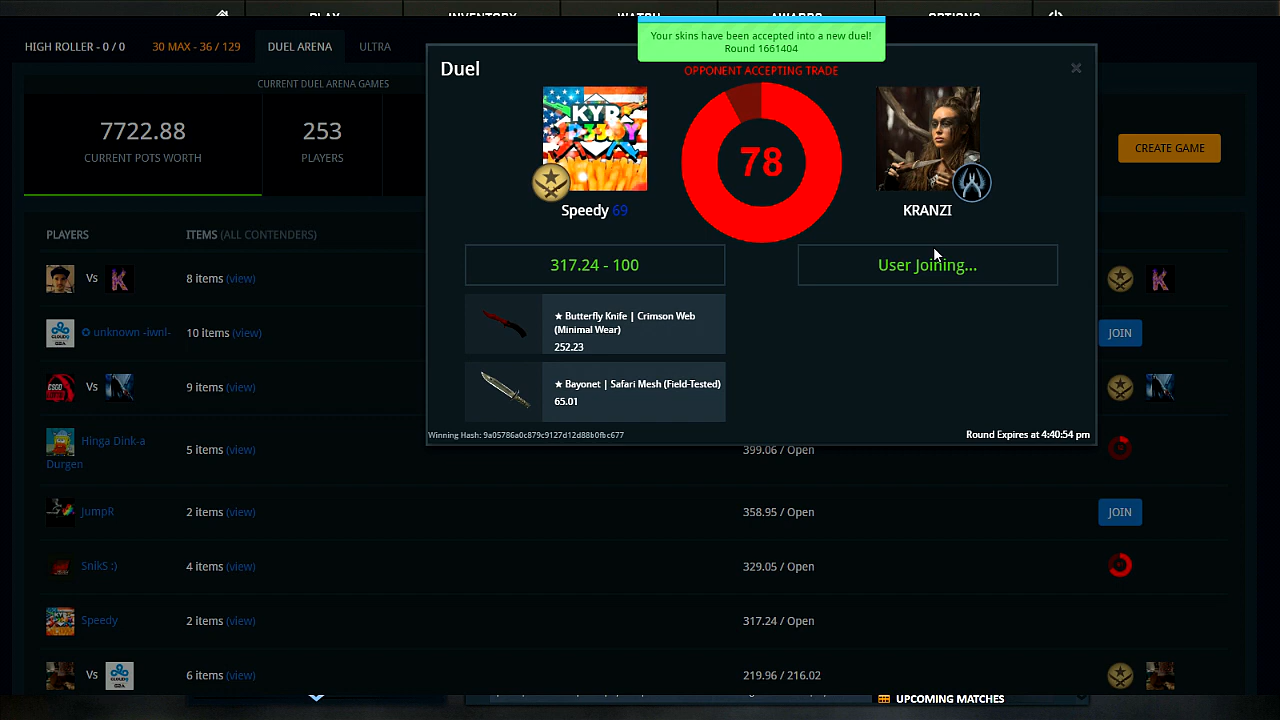 PLAY
INVENTORY
WATCH
AWARDS
OPTIONS
Your skins have been accepted into a new duel!
Round 1661404
HIGH ROLLER - 0 / 0
30 MAX - 36 / 129
DUEL ARENA
ULTRA
Duel
OPPONENT ACCEPTING TRADE
CURRENT DUEL ARENA GAMES
7722.88
CURRENT POTS WORTH
253
PLAYERS
CREATE GAME
78
Speedy 69
KRANZI
317.24 - 100
User Joining...
★ Butterfly Knife | Crimson Web
(Minimal Wear)
252.23
★ Bayonet | Safari Mesh (Field-Tested)
65.01
Winning Hash: 9a05786a0c879c9127d12d88b0fbc677
Round Expires at 4:40:54 pm
PLAYERS
ITEMS (ALL CONTENDERS)
Vs
8 items (view)
unknown -iwnl-
10 items (view)
JOIN
Vs
9 items (view)
Hinga Dink-a
Durgen
5 items (view)
399.06 / Open
JumpR
2 items (view)
358.95 / Open
JOIN
SnikS :)
4 items (view)
329.05 / Open
Speedy
2 items (view)
317.24 / Open
Vs
6 items (view)
219.96 / 216.02
UPCOMING MATCHES